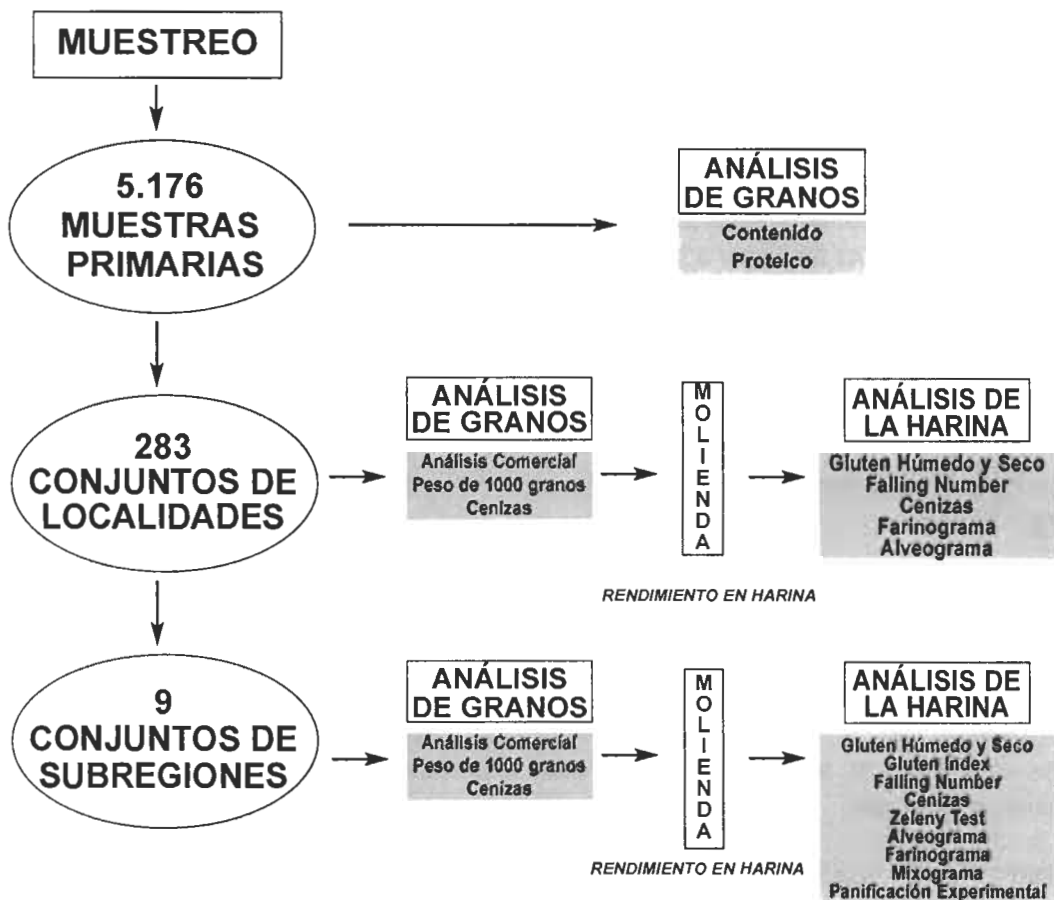 MUESTREO
5.176
MUESTRAS
PRIMARIAS
ANÁLISIS
DE GRANOS
Contenido
Proteico
283
CONJUNTOS DE
LOCALIDADES
ANÁLISIS
DE GRANOS
Análisis Comercial
Peso de 1000 granos
Cenizas
MOLIENDA
RENDIMIENTO EN HARINA
ANÁLISIS DE
LA HARINA
Gluten Húmedo y Seco
Falling Number
Cenizas
Farinograma
Alveograma
9
CONJUNTOS DE
SUBREGIONES
ANÁLISIS
DE GRANOS
Análisis Comercial
Peso de 1000 granos
Cenizas
MOLIENDA
RENDIMIENTO EN HARINA
ANÁLISIS DE
LA HARINA
Gluten Húmedo y Seco
Gluten Index
Falling Number
Cenizas
Zeleny Test
Alveograma
Farinograma
Mixograma
Panificación Experimental